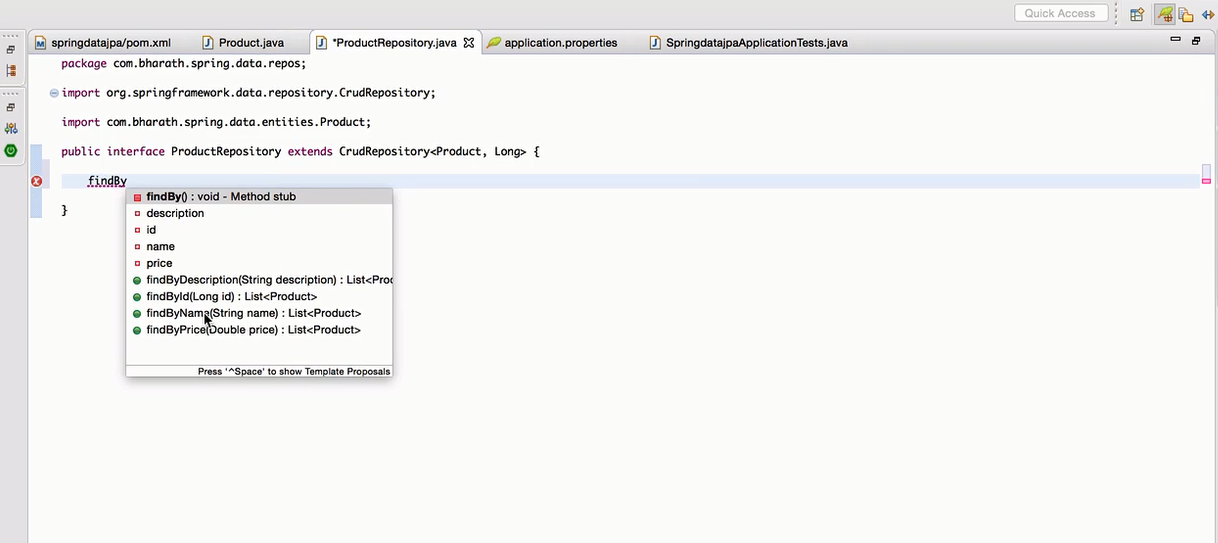 Quick Access
springdatajpa/pom.xml
Product.java
*ProductRepository.java
application.properties
SpringdatajpaApplicationTests.java
package com.bharath.spring.data.repos;
import org.springframework.data.repository.CrudRepository;
import com.bharath.spring.data.entities.Product;
public interface ProductRepository extends CrudRepository<Product, Long> {
findBy
findBy() : void - Method stub
description
id
name
price
findByDescription(String description) : List<Proc
findById(Long id) : List<Product>
findByName(String name) : List<Product>
findByPrice(Double price) : List<Product>
Press '^Space' to show Template Proposals
}